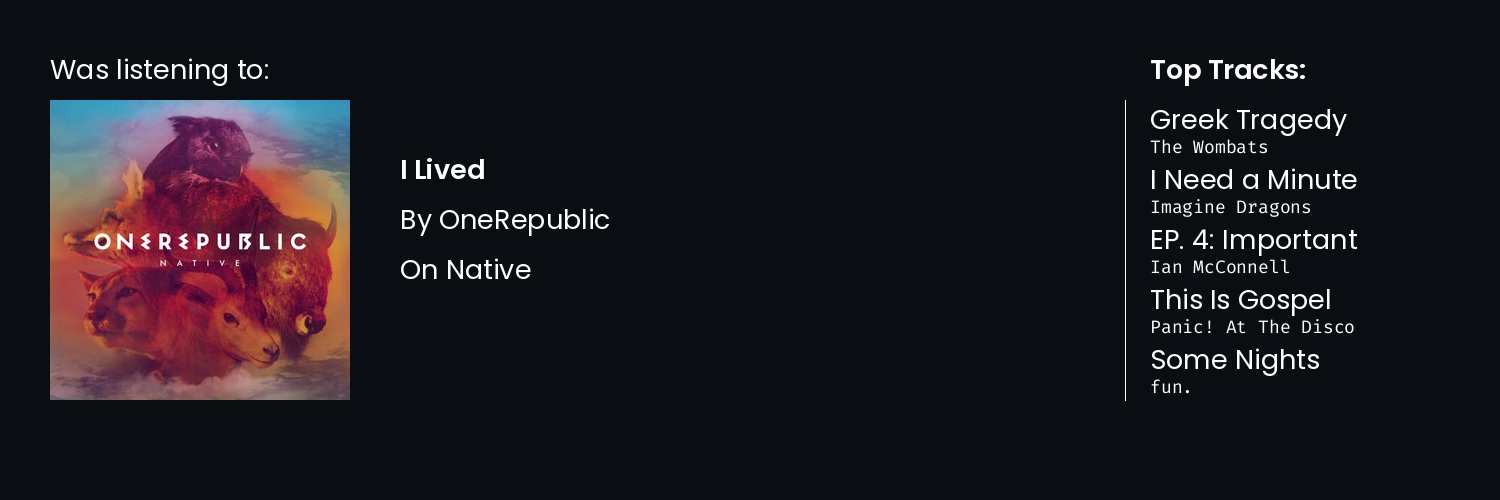 Was listening to:
ONEREPUBLIC
NATIVE
I Lived
By OneRepublic
On Native
Top Tracks:
Greek Tragedy
The Wombats
I Need a Minute
Imagine Dragons
EP. 4: Important
Ian McConnell
This Is Gospel
Panic! At The Disco
Some Nights
fun.